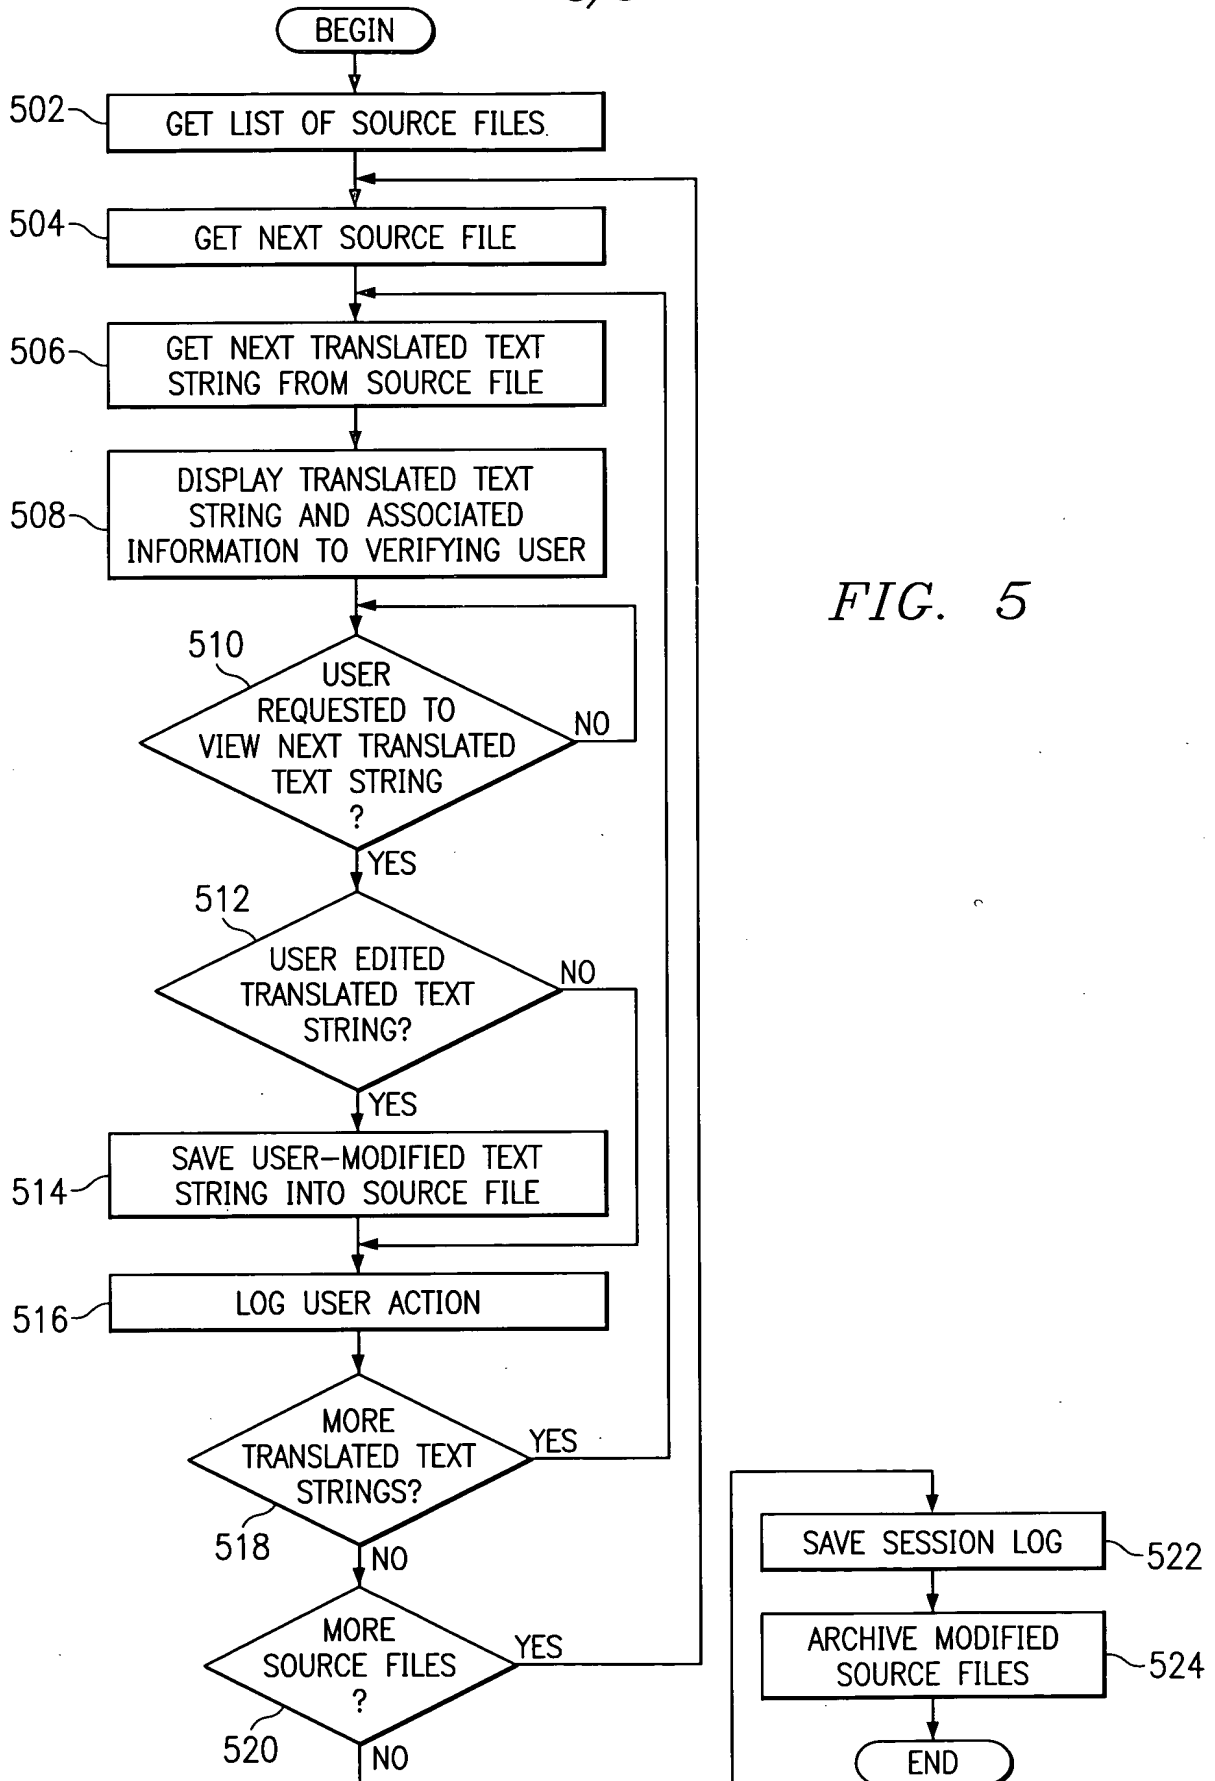 BEGIN
502
GET LIST OF SOURCE FILES
504
GET NEXT SOURCE FILE
506
GET NEXT TRANSLATED TEXT
STRING FROM SOURCE FILE
508
DISPLAY TRANSLATED TEXT
STRING AND ASSOCIATED
INFORMATION TO VERIFYING USER
FIG. 5
510
USER
REQUESTED TO
VIEW NEXT TRANSLATED
TEXT STRING
?
NO
YES
512
USER EDITED
TRANSLATED TEXT
STRING?
NO
YES
514
SAVE USER-MODIFIED TEXT
STRING INTO SOURCE FILE
516
LOG USER ACTION
MORE
TRANSLATED TEXT
STRINGS?
YES
518
NO
MORE
SOURCE FILES
?
YES
520
NO
SAVE SESSION LOG
522
ARCHIVE MODIFIED
SOURCE FILES
524
END